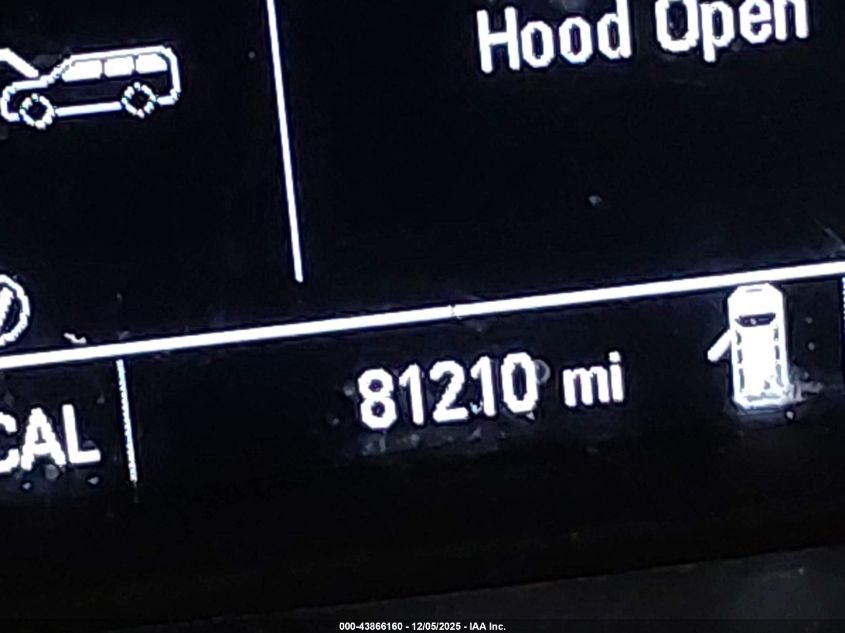 Hood Open
81210 mi
CAL
000-43866160 - 12/05/2025 - IAA Inc.